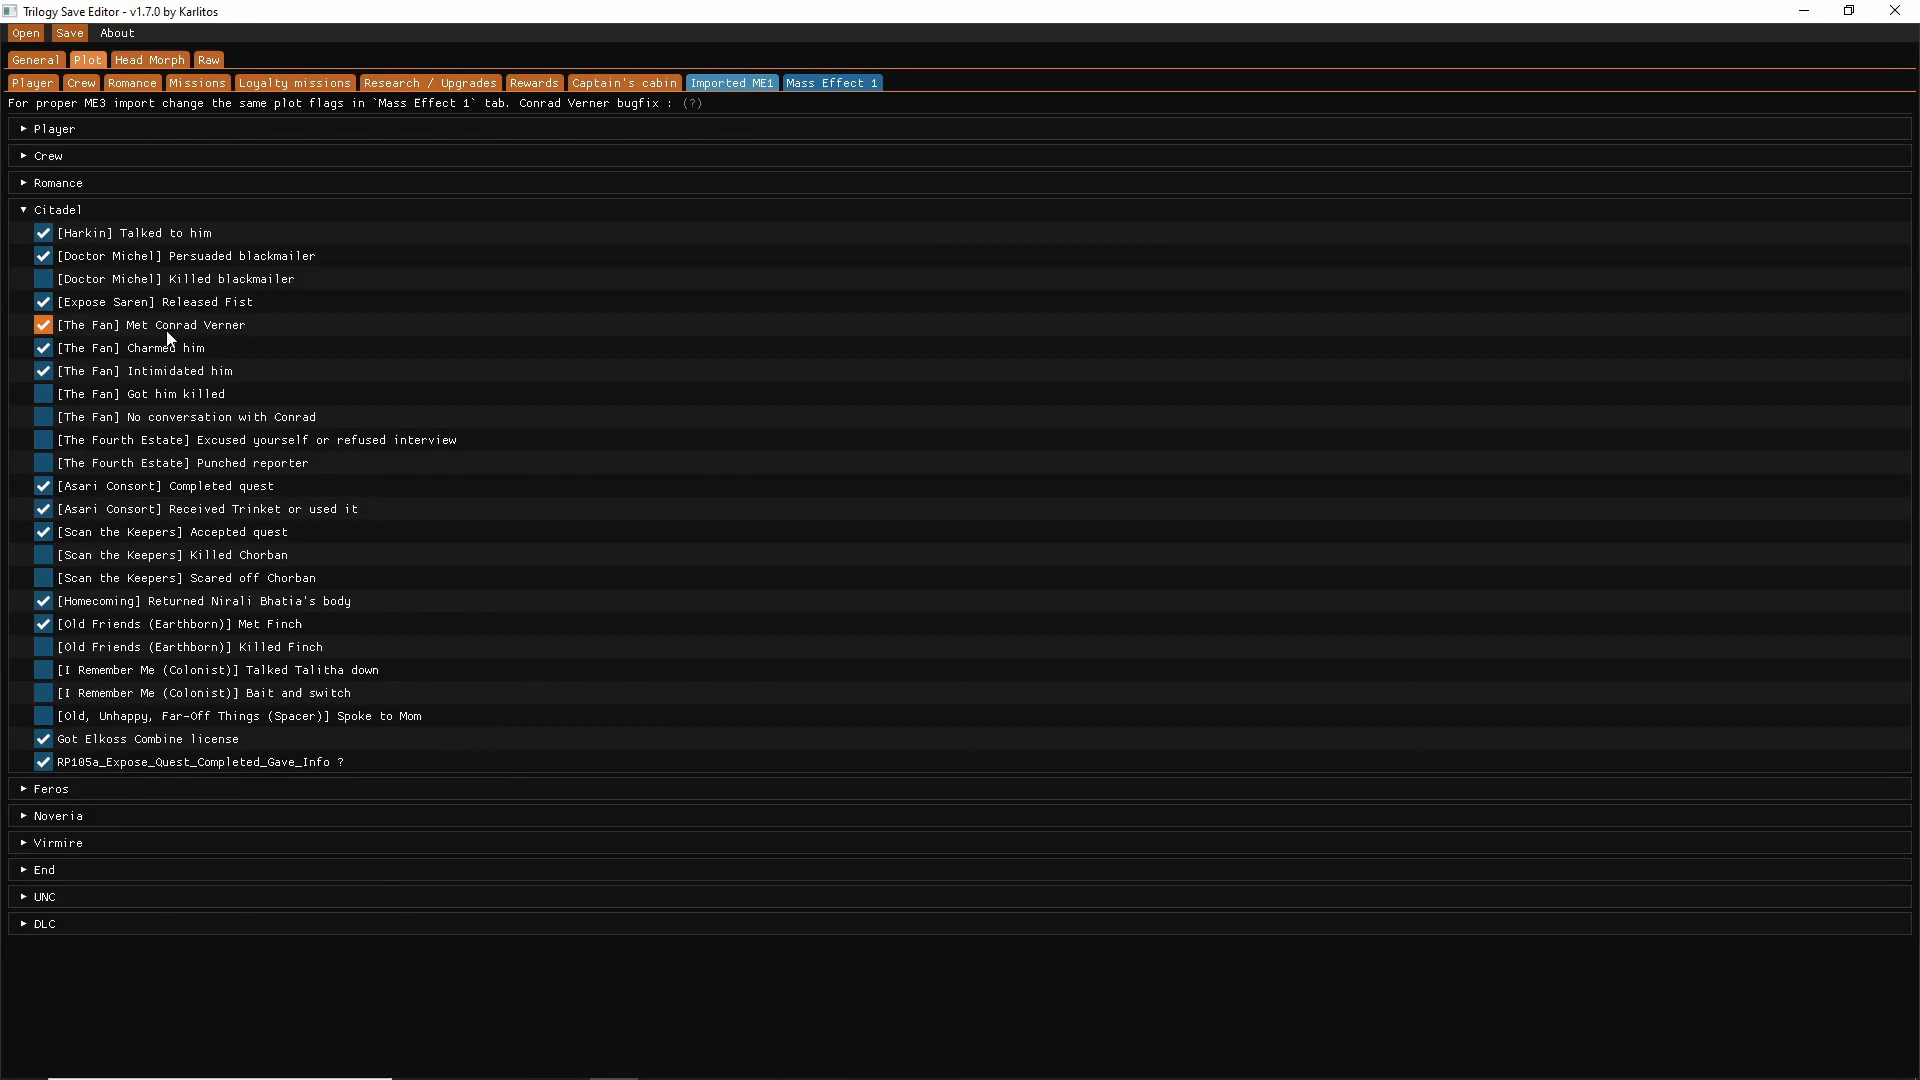 Trilogy Save Editor - v1.7.0 by Karlitos
Open Save About
General Plot Head Morph Raw
Player Crew Romance Missions Loyalty missions Research / Upgrades Rewards Captain's cabin Imported ME1 Mass Effect 1
For proper ME3 import change the same plot flags in `Mass Effect 1` tab. Conrad Verner bugfix : (?)
Player
Crew
Romance
Citadel
[Harkin] Talked to him
[Doctor Michel] Persuaded blackmailer
[Doctor Michel] Killed blackmailer
[Expose Saren] Released Fist
[The Fan] Met Conrad Verner
[The Fan] Charmed him
[The Fan] Intimidated him
[The Fan] Got him killed
[The Fan] No conversation with Conrad
[The Fourth Estate] Excused yourself or refused interview
[The Fourth Estate] Punched reporter
[Asari Consort] Completed quest
[Asari Consort] Received Trinket or used it
[Scan the Keepers] Accepted quest
[Scan the Keepers] Killed Chorban
[Scan the Keepers] Scared off Chorban
[Homecoming] Returned Nirali Bhatia's body
[Old Friends (Earthborn)] Met Finch
[Old Friends (Earthborn)] Killed Finch
[I Remember Me (Colonist)] Talked Talitha down
[I Remember Me (Colonist)] Bait and switch
[Old, Unhappy, Far-Off Things (Spacer)] Spoke to Mom
Got Elkoss Combine license
RP105a_Expose_Quest_Completed_Gave_Info ?
Feros
Noveria
Virmire
End
UNC
DLC